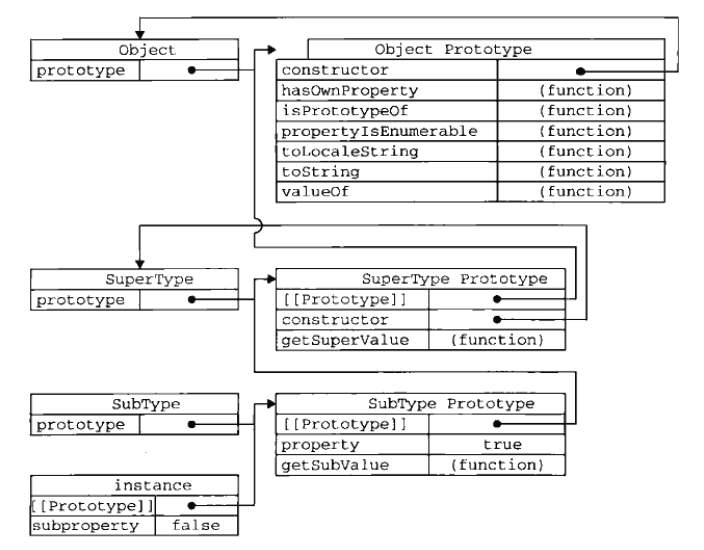 Object
prototype
Object Prototype
constructor
hasOwnProperty (function)
isPrototypeOf (function)
propertyIsEnumerable (function)
toLocaleString (function)
toString (function)
valueOf (function)
SuperType
prototype
SuperType Prototype
[[Prototype]]
constructor
getSuperValue (function)
SubType
prototype
SubType Prototype
[[Prototype]]
property true
getSubValue (function)
instance
[[Prototype]]
subproperty false